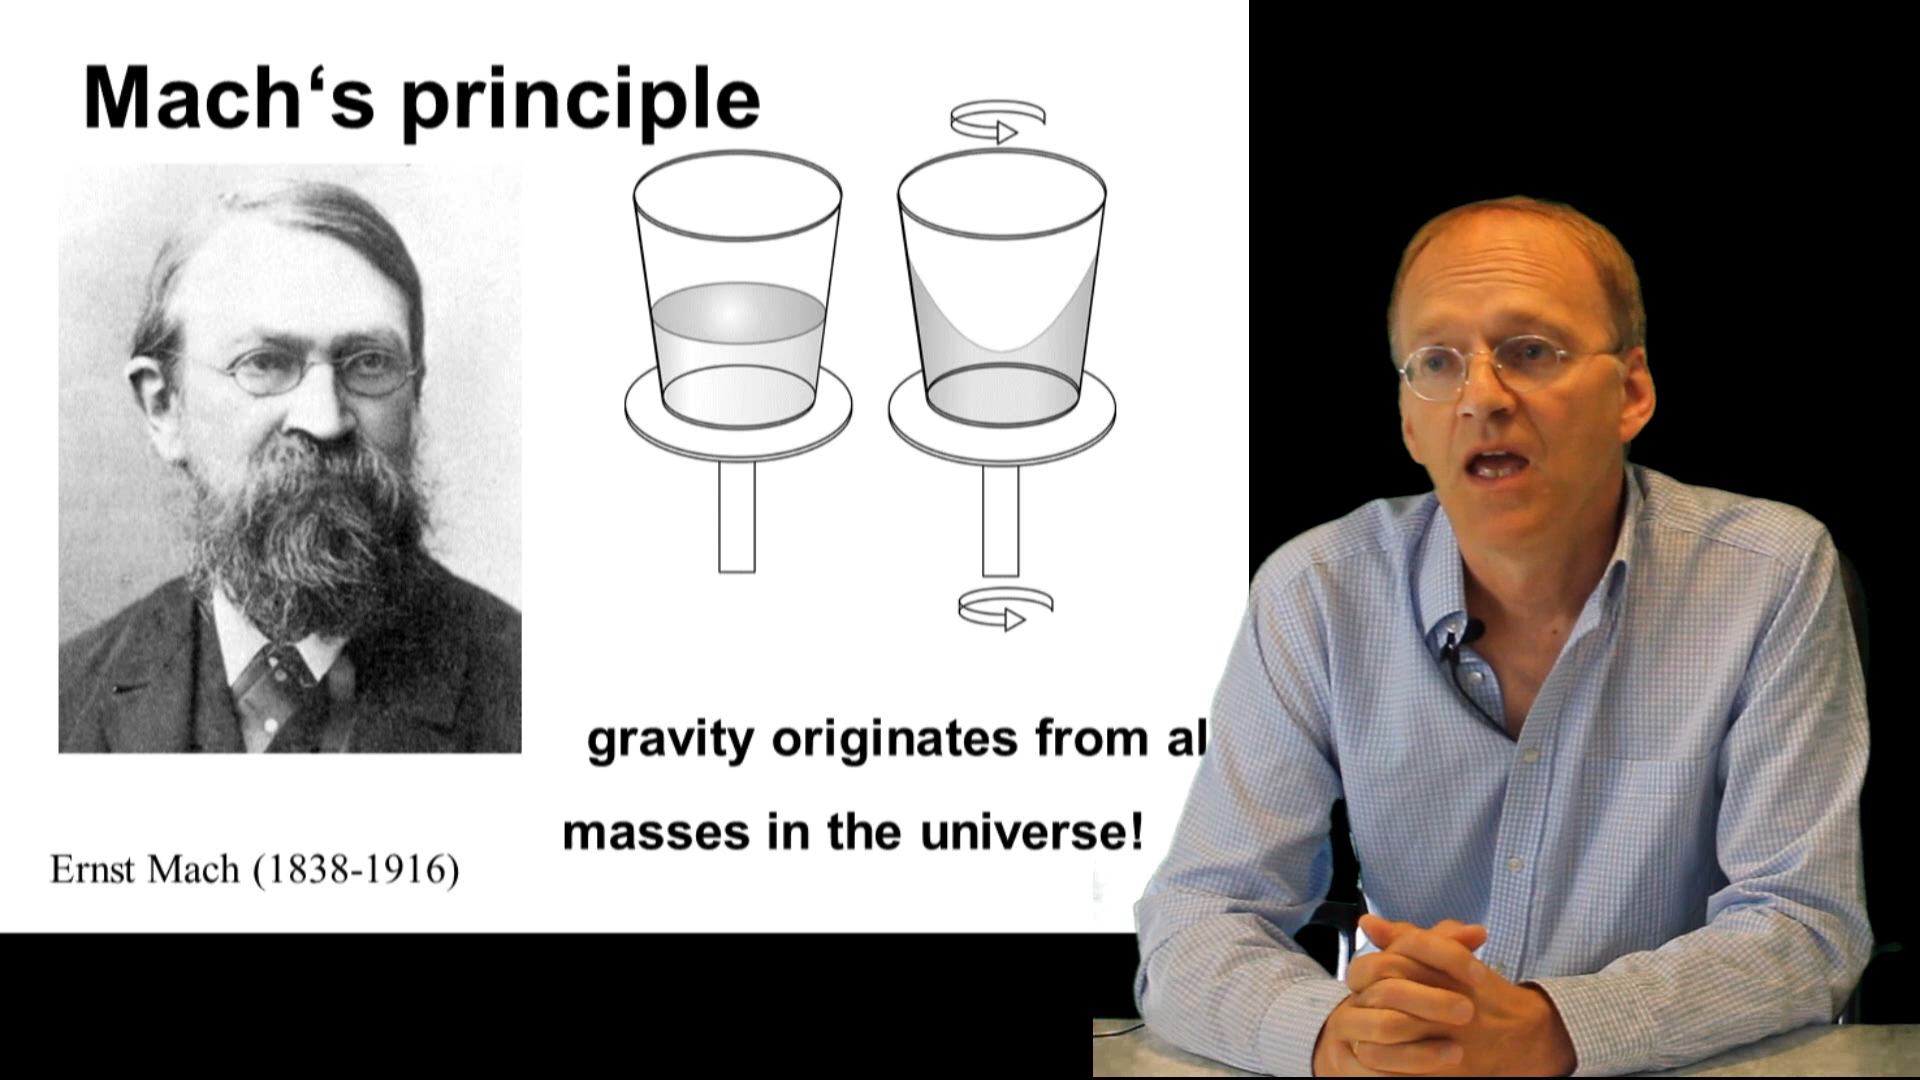 Mach‘s principle
gravity originates from al
masses in the universe!
Ernst Mach (1838-1916)